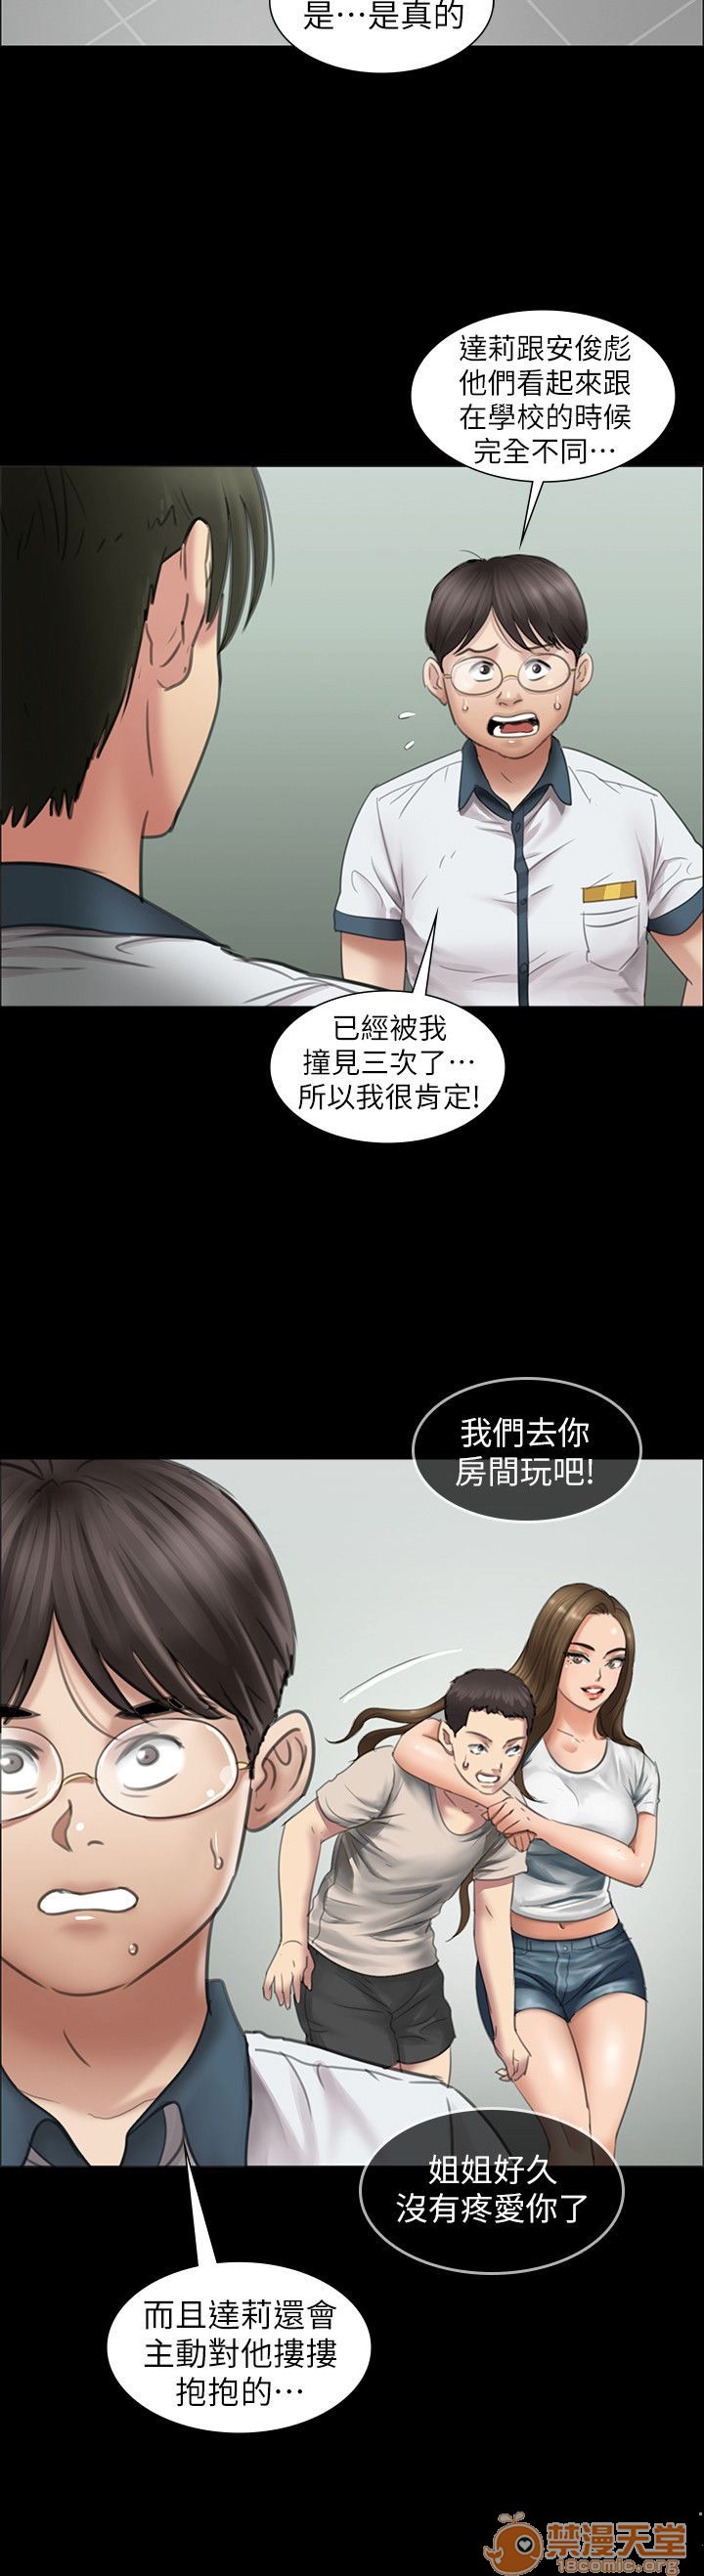 是…是真的
達莉跟安俊彪
他們看起來跟
在學校的時候
完全不同…
已經被我
撞見三次了…
所以我很肯定!
我們去你
房間玩吧!
姐姐好久
沒有疼愛你了
而且達莉還會
主動對他摟摟
抱抱的…
禁漫天堂
18comic.org